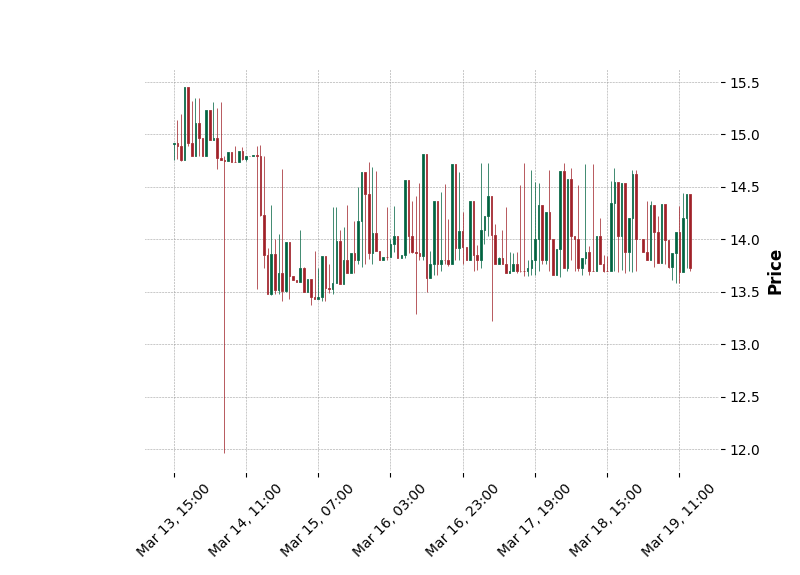 15.5
15.0
14.5
14.0
13.5
13.0
12.5
12.0
Price
Mar 13, 15:00
Mar 14, 11:00
Mar 15, 07:00
Mar 16, 03:00
Mar 16, 23:00
Mar 17, 19:00
Mar 18, 15:00
Mar 19, 11:00